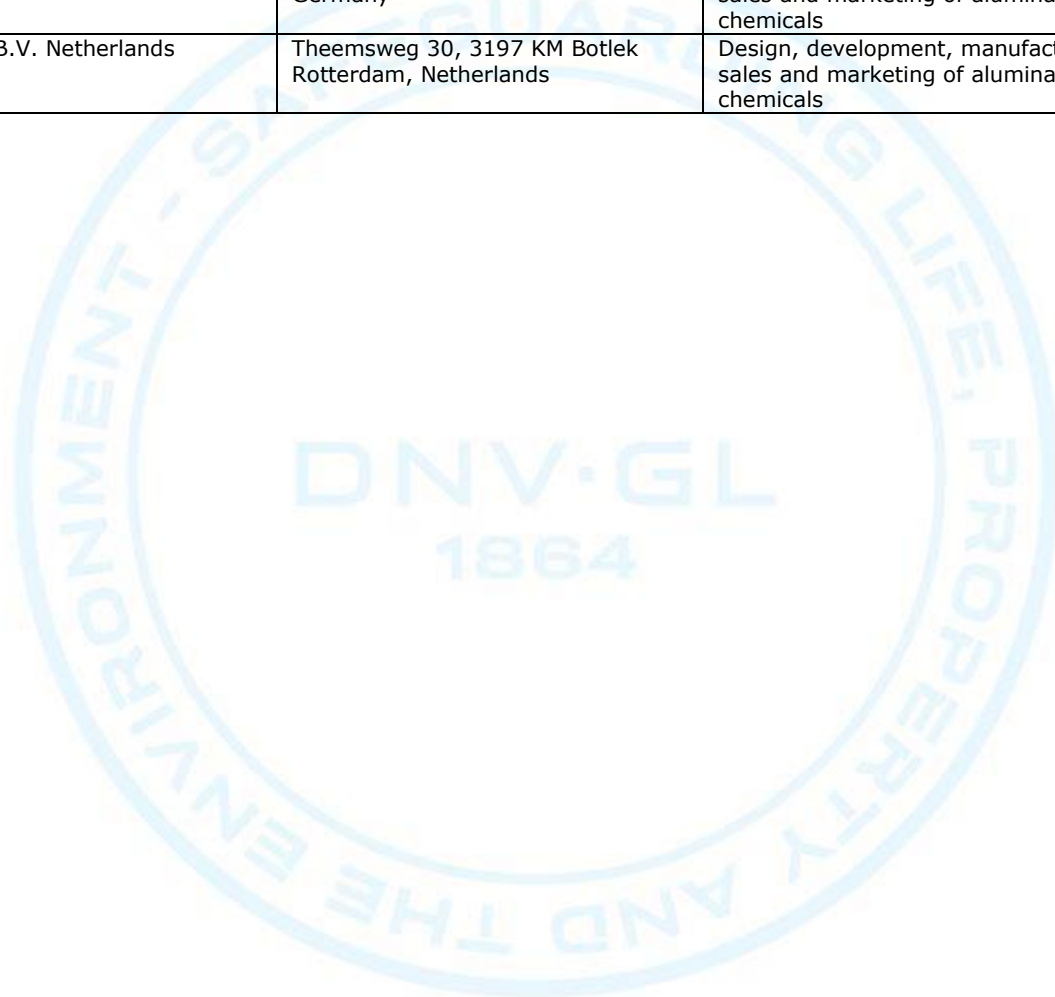 Germany
sales and marketing of alumina
chemicals
B.V. Netherlands
Theemsweg 30, 3197 KM Botlek
Rotterdam, Netherlands
Design, development, manufact
sales and marketing of alumina
chemicals
SAFEGUARDING LIFE, PROPERTY AND THE ENVIRONMENT -
DNV·GL
1864